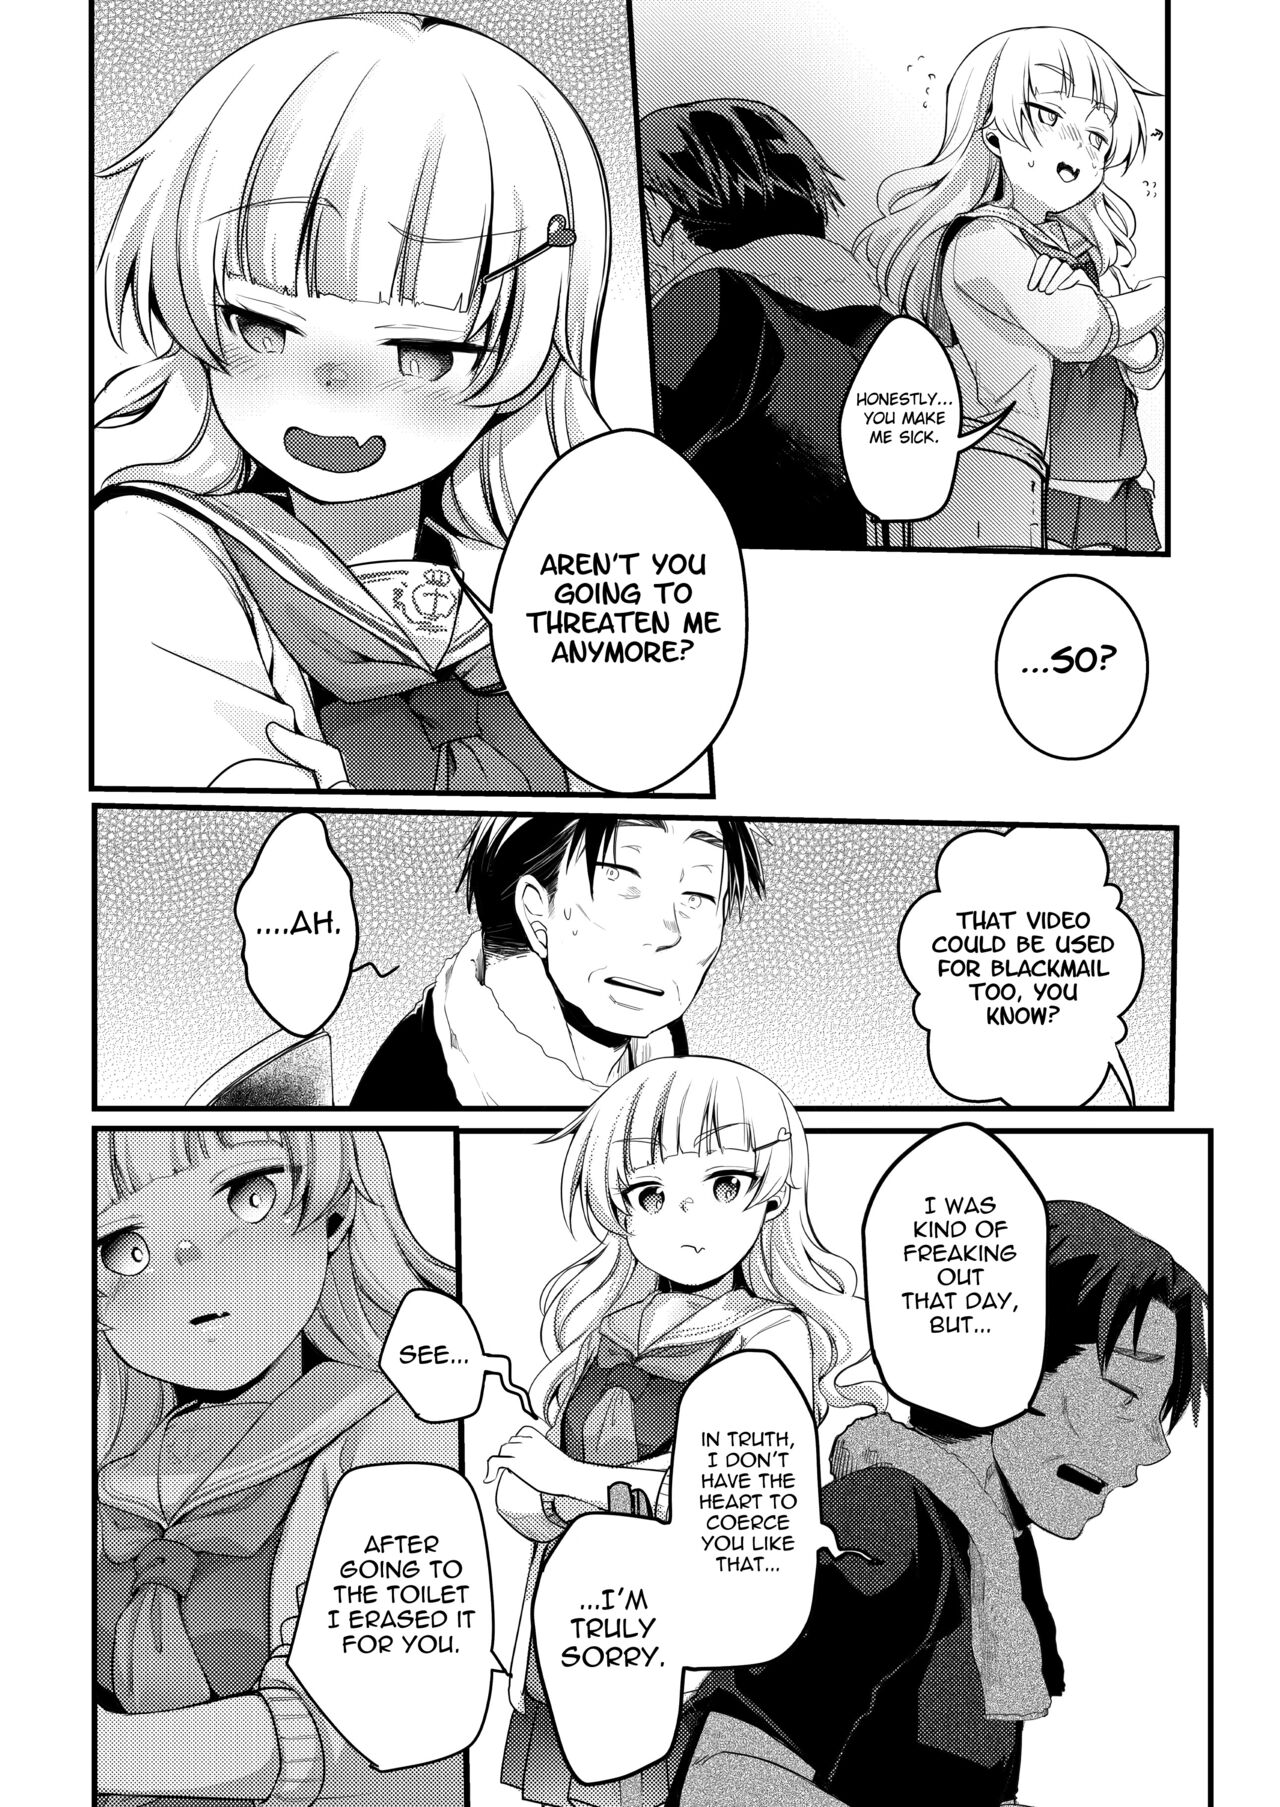 HONESTLY...
YOU MAKE
ME SICK.
...SO?
AREN'T YOU
GOING TO
THREATEN ME
ANYMORE?
THAT VIDEO
COULD BE USED
FOR BLACKMAIL
TOO, YOU
KNOW?
....AH.
I WAS
KIND OF
FREAKING
OUT
THAT DAY,
BUT...
IN TRUTH,
I DON'T
HAVE THE
HEART TO
COERCE
YOU LIKE
THAT...
...I'M
TRULY
SORRY.
SEE...
AFTER
GOING TO
THE TOILET
I ERASED IT
FOR YOU.